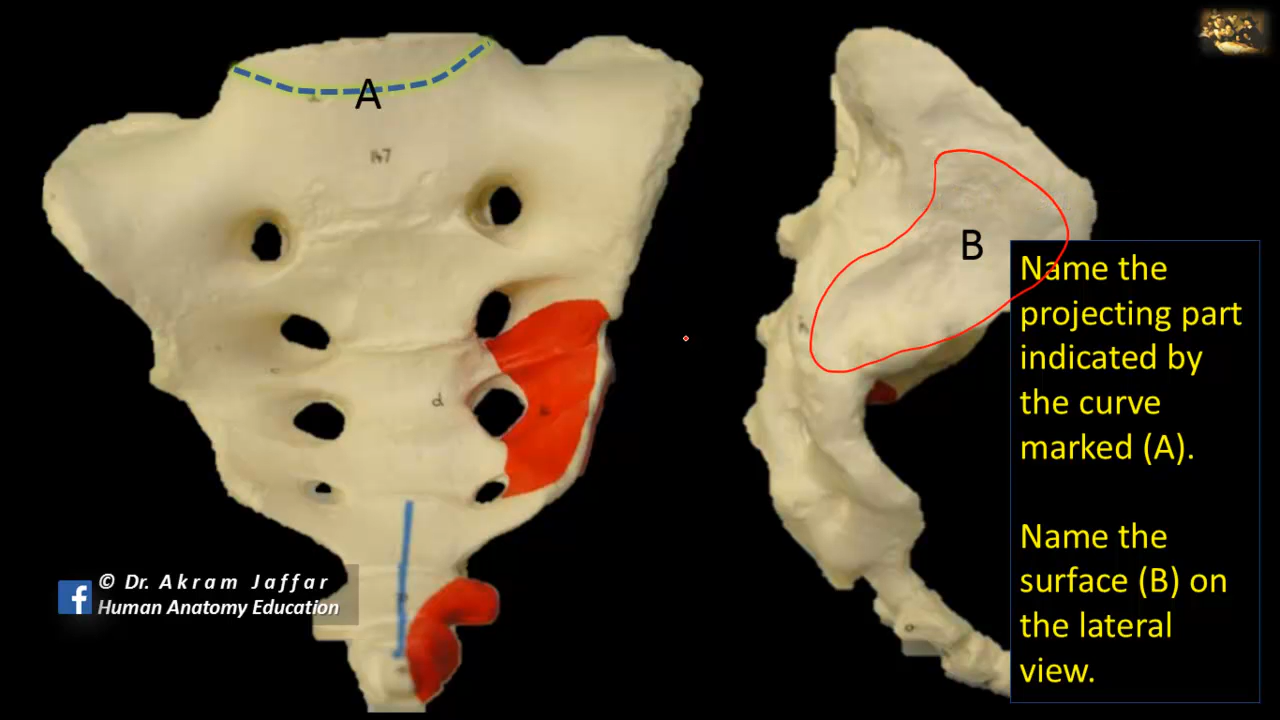 A
147
d
B
Name the
projecting part
indicated by
the curve
marked (A).
Name the
surface (B) on
the lateral
view.
f © Dr. Akram Jaffar
Human Anatomy Education